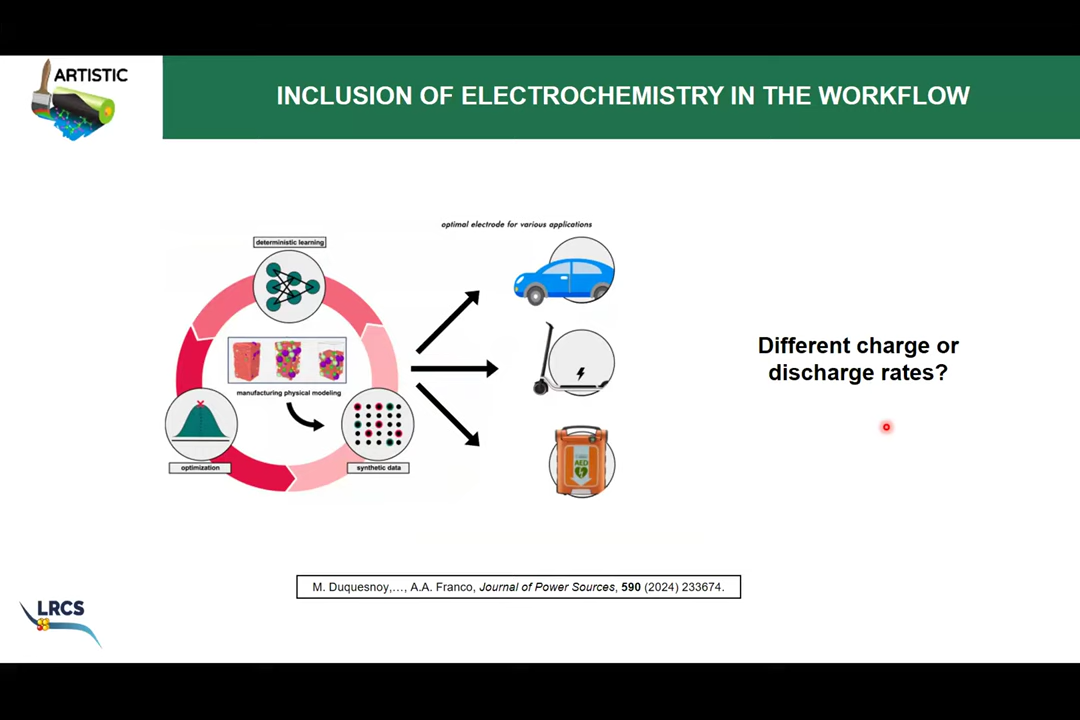 ARTISTIC
INCLUSION OF ELECTROCHEMISTRY IN THE WORKFLOW
optimal electrode for various applications
deterministic learning
manufacturing physical modeling
optimization
synthetic data
AED
Different charge or
discharge rates?
M. Duquesnoy,..., A.A. Franco, Journal of Power Sources, 590 (2024) 233674.
LRCS